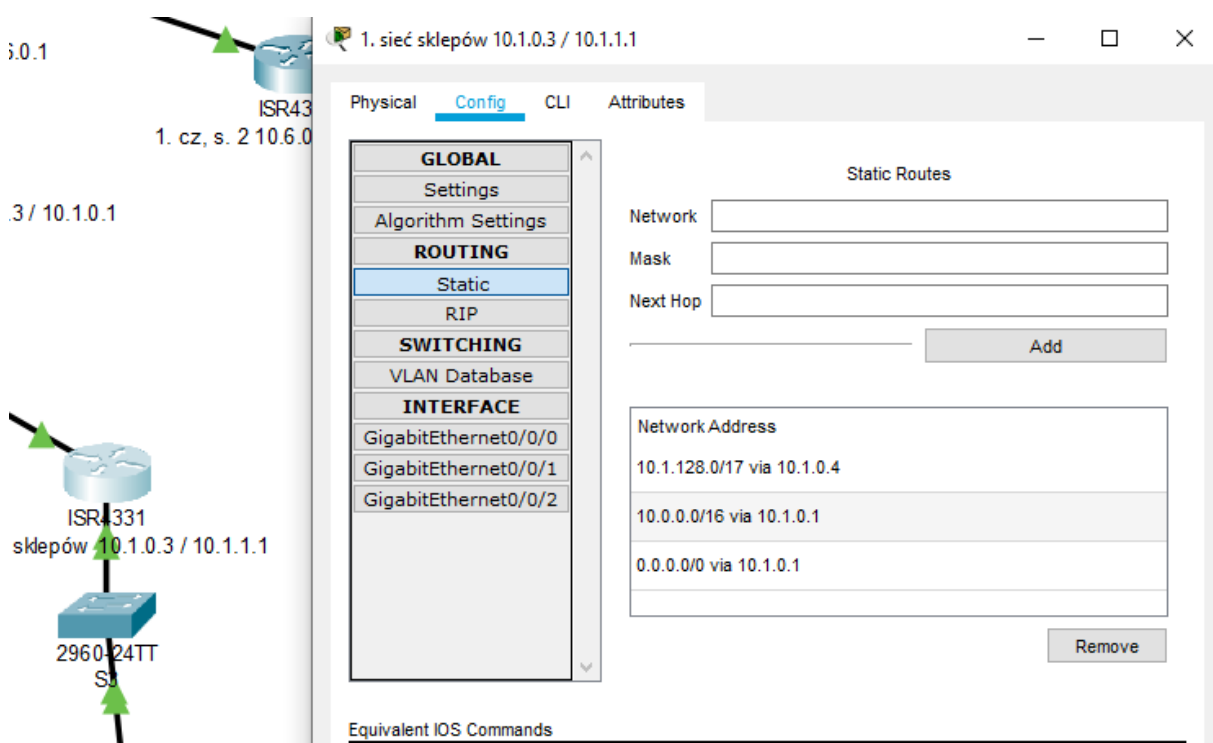 6.0.1
ISR43
1. cz, s. 2 10.6.0
.3 / 10.1.0.1
ISR4331
sklepów 10.1.0.3 / 10.1.1.1
2960-24TT
S3
1. sieć sklepów 10.1.0.3 / 10.1.1.1
Physical Config CLI Attributes
GLOBAL
Settings
Algorithm Settings
ROUTING
Static
RIP
SWITCHING
VLAN Database
INTERFACE
GigabitEthernet0/0/0
GigabitEthernet0/0/1
GigabitEthernet0/0/2
Static Routes
Network
Mask
Next Hop
Add
Network Address
10.1.128.0/17 via 10.1.0.4
10.0.0.0/16 via 10.1.0.1
0.0.0.0/0 via 10.1.0.1
Remove
Equivalent IOS Commands